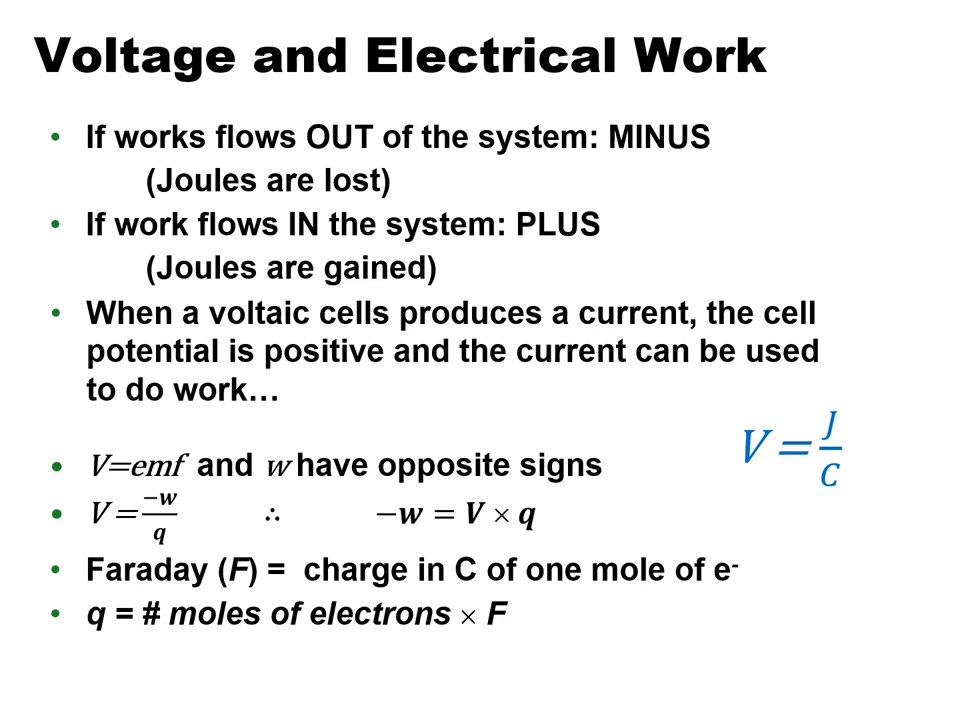 Voltage and Electrical Work
• If works flows OUT of the system: MINUS
(Joules are lost)
• If work flows IN the system: PLUS
(Joules are gained)
• When a voltaic cells produces a current, the cell
potential is positive and the current can be used
to do work…
V = J/C
• V=emf and w have opposite signs
• V = −w/q ∴ −w = V × q
• Faraday (F) = charge in C of one mole of e⁻
• q = # moles of electrons × F